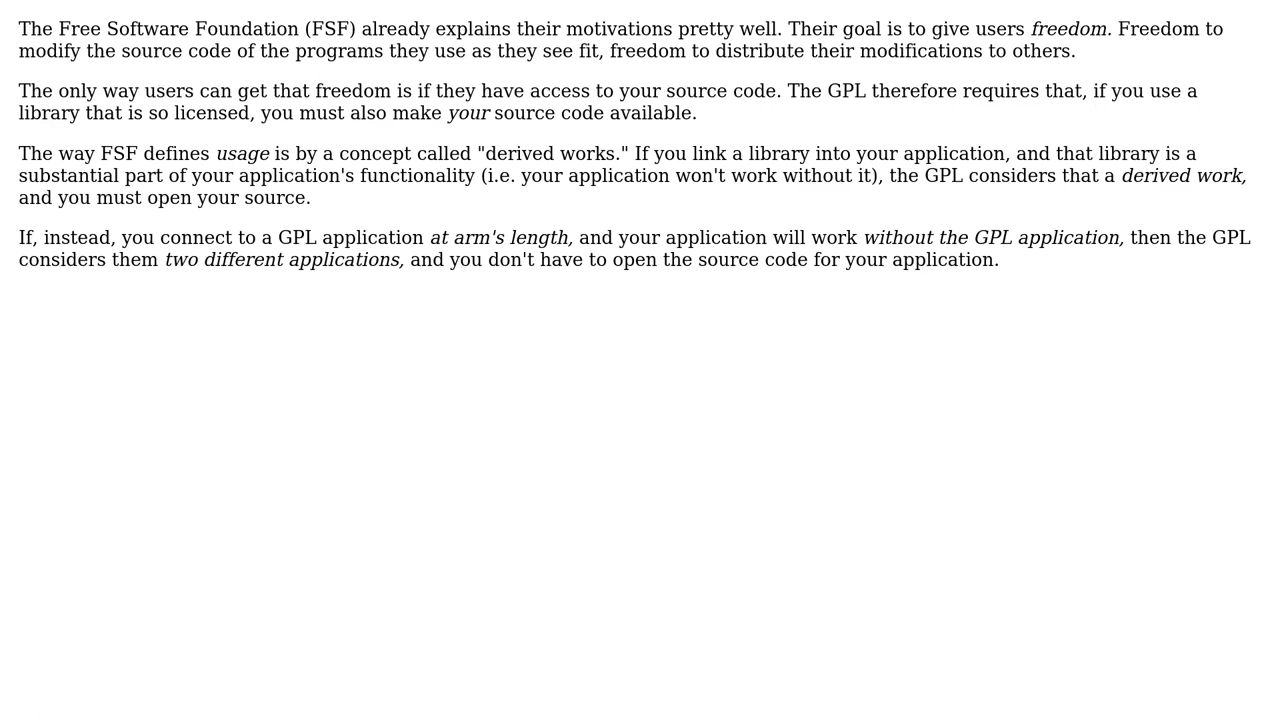 The Free Software Foundation (FSF) already explains their motivations pretty well. Their goal is to give users freedom. Freedom to
modify the source code of the programs they use as they see fit, freedom to distribute their modifications to others.
The only way users can get that freedom is if they have access to your source code. The GPL therefore requires that, if you use a
library that is so licensed, you must also make your source code available.
The way FSF defines usage is by a concept called "derived works." If you link a library into your application, and that library is a
substantial part of your application's functionality (i.e. your application won't work without it), the GPL considers that a derived work,
and you must open your source.
If, instead, you connect to a GPL application at arm's length, and your application will work without the GPL application, then the GPL
considers them two different applications, and you don't have to open the source code for your application.